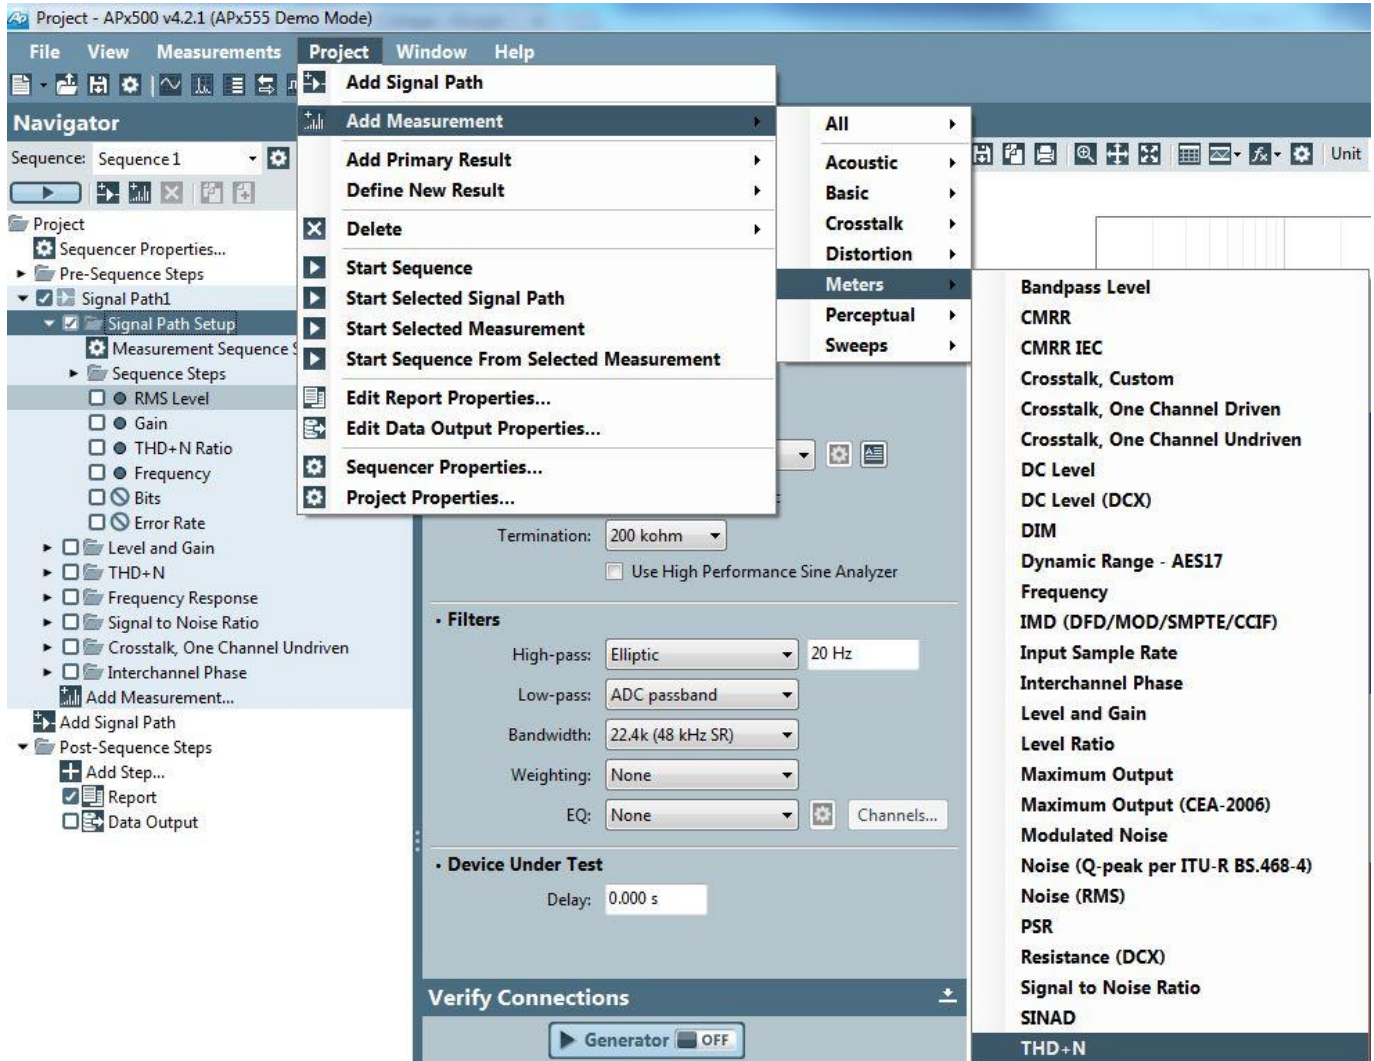 Project - APx500 v4.2.1 (APx555 Demo Mode)
File View Measurements Project Window Help
Navigator
Sequence: Sequence 1
Project
Sequencer Properties...
Pre-Sequence Steps
Signal Path1
Signal Path Setup
Measurement Sequence S
Sequence Steps
RMS Level
Gain
THD+N Ratio
Frequency
Bits
Error Rate
Level and Gain
THD+N
Frequency Response
Signal to Noise Ratio
Crosstalk, One Channel Undriven
Interchannel Phase
Add Measurement...
Add Signal Path
Post-Sequence Steps
Add Step...
Report
Data Output
Add Signal Path
Add Measurement
Add Primary Result
Define New Result
Delete
Start Sequence
Start Selected Signal Path
Start Selected Measurement
Start Sequence From Selected Measurement
Edit Report Properties...
Edit Data Output Properties...
Sequencer Properties...
Project Properties...
All
Acoustic
Basic
Crosstalk
Distortion
Meters
Perceptual
Sweeps
Unit
Bandpass Level
CMRR
CMRR IEC
Crosstalk, Custom
Crosstalk, One Channel Driven
Crosstalk, One Channel Undriven
DC Level
DC Level (DCX)
DIM
Dynamic Range - AES17
Frequency
IMD (DFD/MOD/SMPTE/CCIF)
Input Sample Rate
Interchannel Phase
Level and Gain
Level Ratio
Maximum Output
Maximum Output (CEA-2006)
Modulated Noise
Noise (Q-peak per ITU-R BS.468-4)
Noise (RMS)
PSR
Resistance (DCX)
Signal to Noise Ratio
SINAD
THD+N
Termination: 200 kohm
Use High Performance Sine Analyzer
Filters
High-pass: Elliptic 20 Hz
Low-pass: ADC passband
Bandwidth: 22.4k (48 kHz SR)
Weighting: None
EQ: None Channels...
Device Under Test
Delay: 0.000 s
Verify Connections
Generator OFF